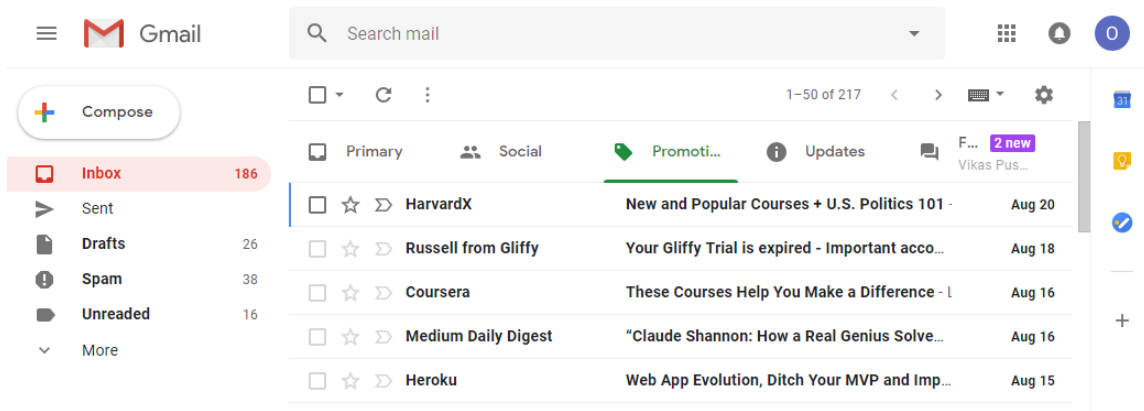 Gmail
Search mail
O
Compose
1–50 of 217
31
Primary
Social
Promoti...
Updates
F... 2 new
Vikas Pus...
Inbox 186
Sent
Drafts 26
Spam 38
Unreaded 16
More
HarvardX New and Popular Courses + U.S. Politics 101 - Aug 20
Russell from Gliffy Your Gliffy Trial is expired - Important acco... Aug 18
Coursera These Courses Help You Make a Difference - L Aug 16
Medium Daily Digest “Claude Shannon: How a Real Genius Solve... Aug 16
Heroku Web App Evolution, Ditch Your MVP and Imp... Aug 15